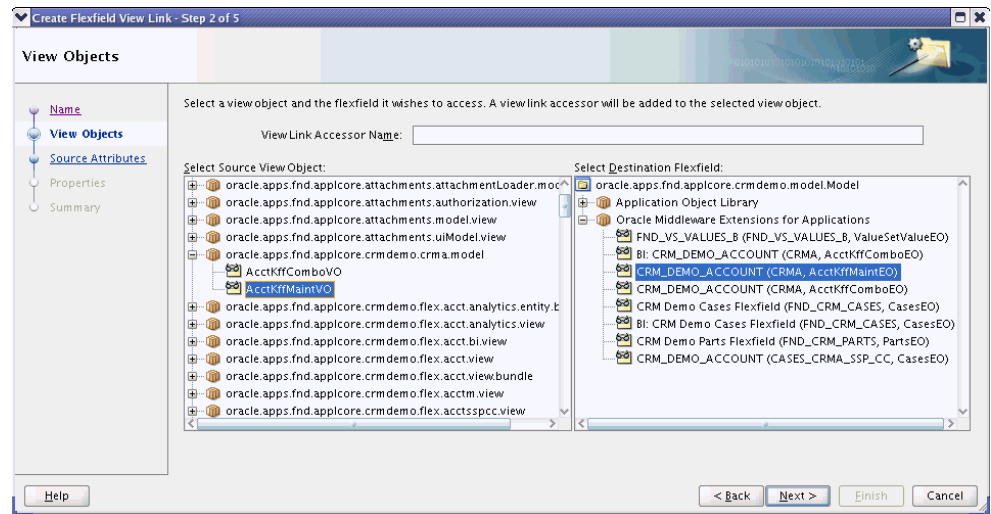 Create Flexfield View Link - Step 2 of 5
View Objects
Name
View Objects
Source Attributes
Properties
Summary
Select a view object and the flexfield it wishes to access. A view link accessor will be added to the selected view object.
View Link Accessor Name:
Select Source View Object:
oracle.apps.fnd.applcore.attachments.attachmentLoader.moc
oracle.apps.fnd.applcore.attachments.authorization.view
oracle.apps.fnd.applcore.attachments.model.view
oracle.apps.fnd.applcore.attachments.uiModel.view
oracle.apps.fnd.applcore.crmdemo.crma.model
AcctKffComboVO
AcctKffMaintVO
oracle.apps.fnd.applcore.crmdemo.flex.acct.analytics.entity.b
oracle.apps.fnd.applcore.crmdemo.flex.acct.analytics.view
oracle.apps.fnd.applcore.crmdemo.flex.acct.bi.view
oracle.apps.fnd.applcore.crmdemo.flex.acct.view
oracle.apps.fnd.applcore.crmdemo.flex.acct.view.bundle
oracle.apps.fnd.applcore.crmdemo.flex.acctm.view
oracle.apps.fnd.applcore.crmdemo.flex.acctsspcc.view
Select Destination Flexfield:
oracle.apps.fnd.applcore.crmdemo.model.Model
Application Object Library
Oracle Middleware Extensions for Applications
FND_VS_VALUES_B (FND_VS_VALUES_B, ValueSetValueEO)
BI: CRM_DEMO_ACCOUNT (CRMA, AcctKffMaintEO)
CRM_DEMO_ACCOUNT (CRMA, AcctKffMaintEO)
CRM_DEMO_ACCOUNT (CRMA, AcctKffComboEO)
CRM Demo Cases Flexfield (FND_CRM_CASES, CasesEO)
BI: CRM Demo Cases Flexfield (FND_CRM_CASES, CasesEO)
CRM Demo Parts Flexfield (FND_CRM_PARTS, PartsEO)
CRM_DEMO_ACCOUNT (CASES_CRMA_SSP_CC, CasesEO)
Help
< Back
Next >
Finish
Cancel